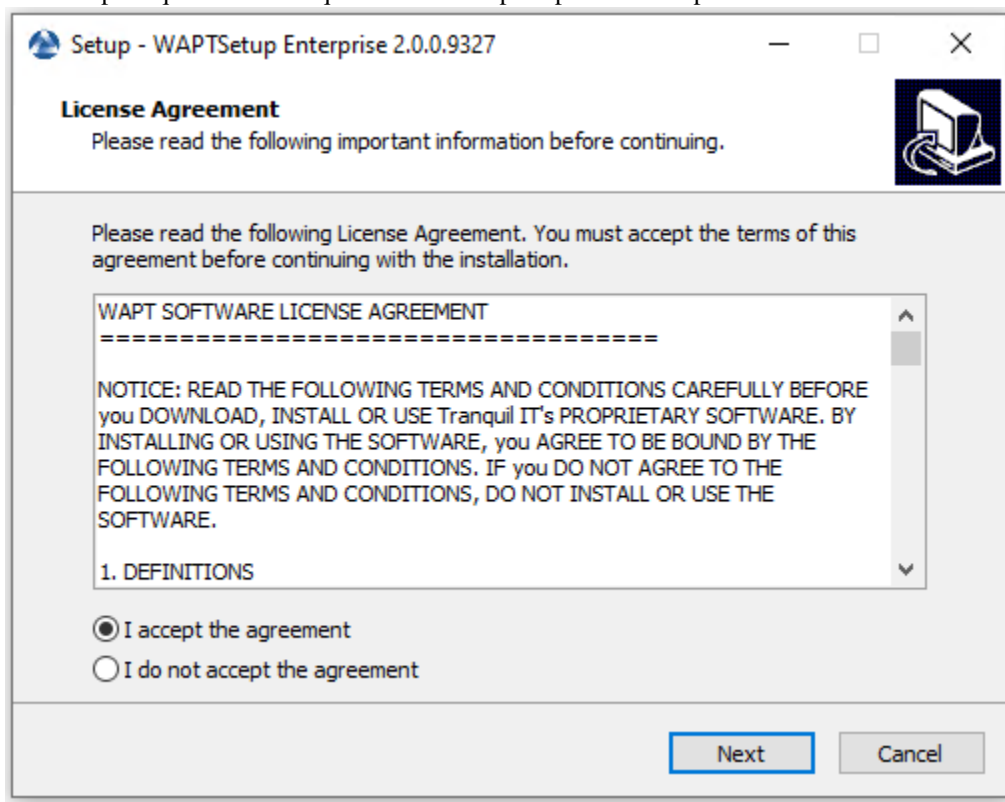 Setup - WAPTSetup Enterprise 2.0.0.9327
License Agreement
Please read the following important information before continuing.
Please read the following License Agreement. You must accept the terms of this
agreement before continuing with the installation.
WAPT SOFTWARE LICENSE AGREEMENT
===================================
NOTICE: READ THE FOLLOWING TERMS AND CONDITIONS CAREFULLY BEFORE
you DOWNLOAD, INSTALL OR USE Tranquil IT's PROPRIETARY SOFTWARE. BY
INSTALLING OR USING THE SOFTWARE, you AGREE TO BE BOUND BY THE
FOLLOWING TERMS AND CONDITIONS. IF you DO NOT AGREE TO THE
FOLLOWING TERMS AND CONDITIONS, DO NOT INSTALL OR USE THE
SOFTWARE.
1. DEFINITIONS
I accept the agreement
I do not accept the agreement
Next Cancel